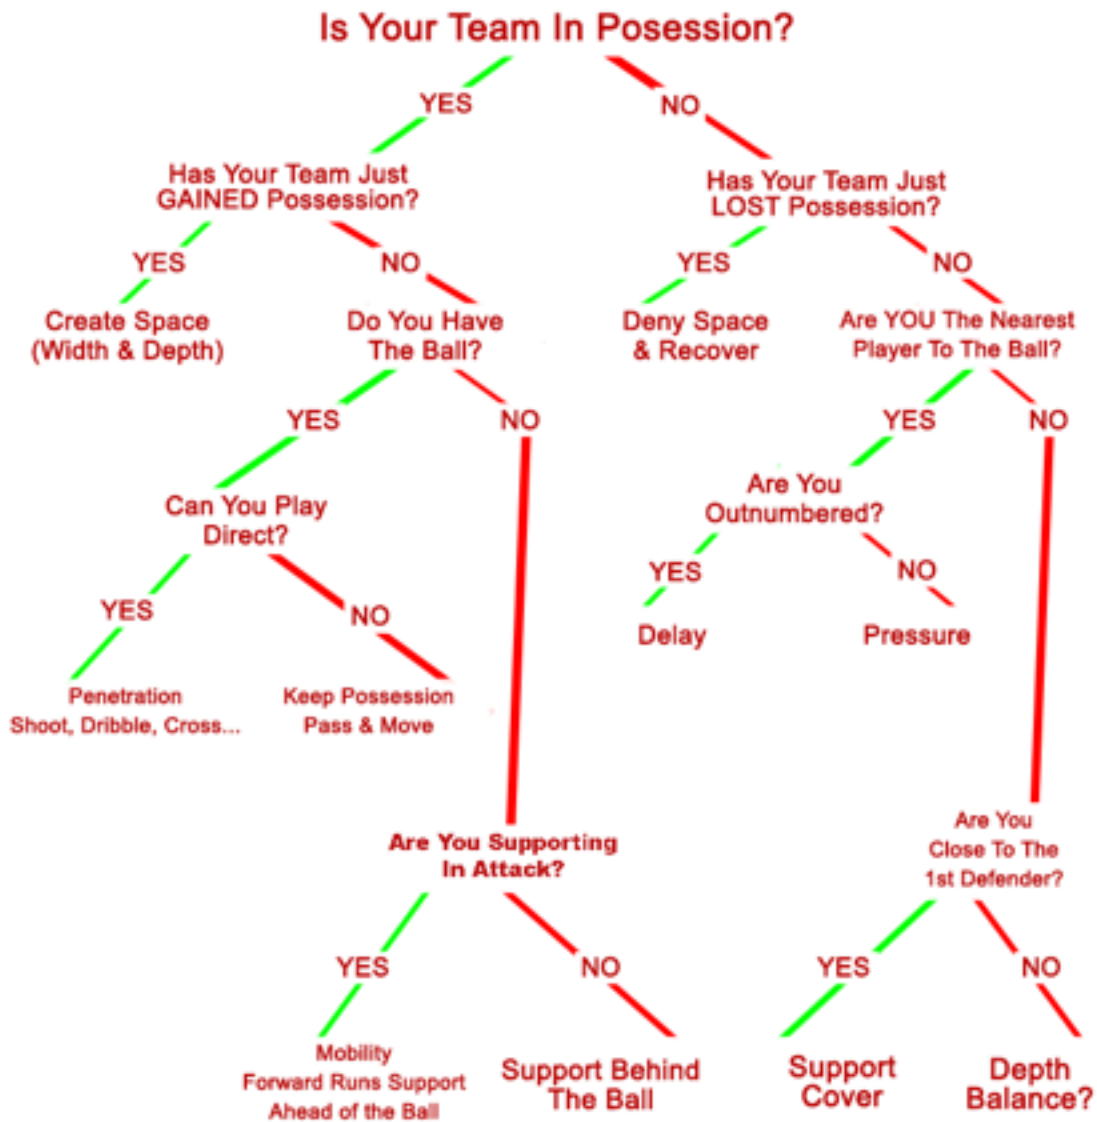 Is Your Team In Posession?
YES
NO
Has Your Team Just
GAINED Possession?
Has Your Team Just
LOST Possession?
YES
NO
YES
NO
Create Space
(Width & Depth)
Do You Have
The Ball?
Deny Space
& Recover
Are YOU The Nearest
Player To The Ball?
YES
NO
YES
NO
Can You Play
Direct?
Are You
Outnumbered?
YES
NO
YES
NO
Delay
Pressure
Penetration
Shoot, Dribble, Cross...
Keep Possession
Pass & Move
Are You Supporting
In Attack?
Are You
Close To The
1st Defender?
YES
NO
YES
NO
Mobility
Forward Runs Support
Ahead of the Ball
Support Behind
The Ball
Support
Cover
Depth
Balance?